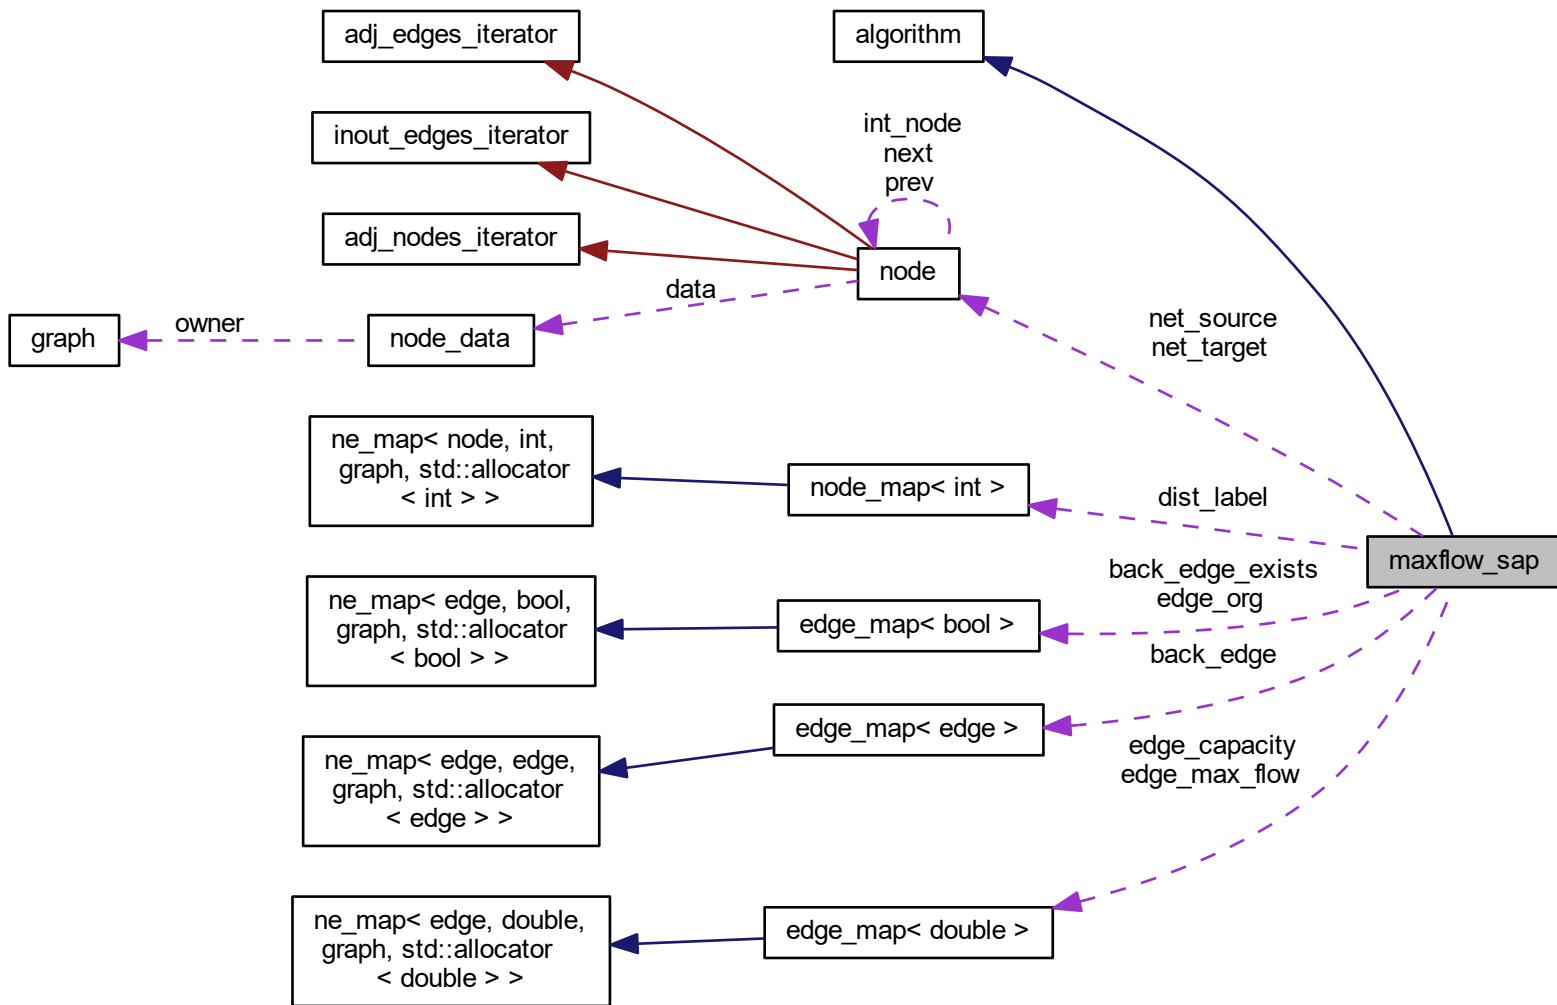 adj_edges_iterator
algorithm
inout_edges_iterator
int_node
next
prev
adj_nodes_iterator
node
data
net_source
net_target
owner
graph
node_data
ne_map< node, int,
graph, std::allocator
< int > >
node_map< int >
dist_label
maxflow_sap
back_edge_exists
edge_org
ne_map< edge, bool,
graph, std::allocator
< bool > >
edge_map< bool >
back_edge
edge_map< edge >
ne_map< edge, edge,
graph, std::allocator
< edge > >
edge_capacity
edge_max_flow
ne_map< edge, double,
graph, std::allocator
< double > >
edge_map< double >